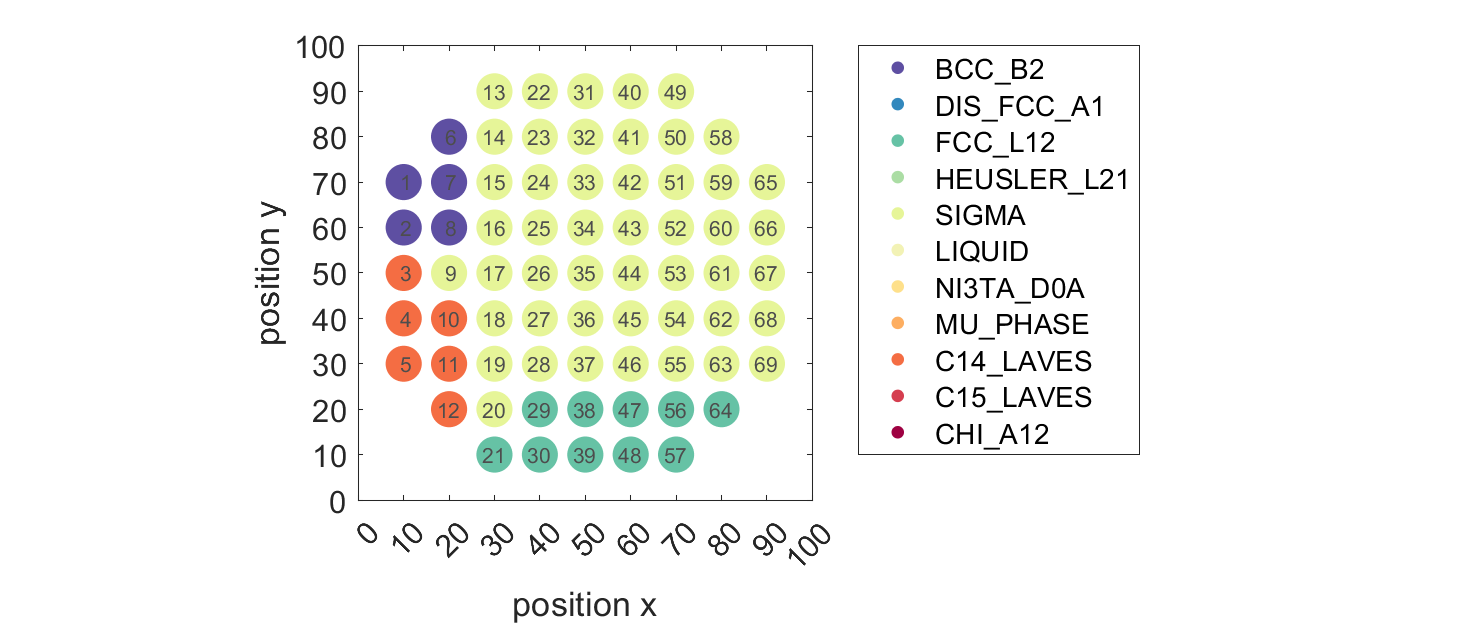 100
90
80
70
60
50
40
30
20
10
0
position y
13 22 31 40 49
6 14 23 32 41 50 58
1 7 15 24 33 42 51 59 65
2 8 16 25 34 43 52 60 66
3 9 17 26 35 44 53 61 67
4 10 18 27 36 45 54 62 68
5 11 19 28 37 46 55 63 69
12 20 29 38 47 56 64
21 30 39 48 57
0 10 20 30 40 50 60 70 80 90 100
position x
BCC_B2
DIS_FCC_A1
FCC_L12
HEUSLER_L21
SIGMA
LIQUID
NI3TA_D0A
MU_PHASE
C14_LAVES
C15_LAVES
CHI_A12